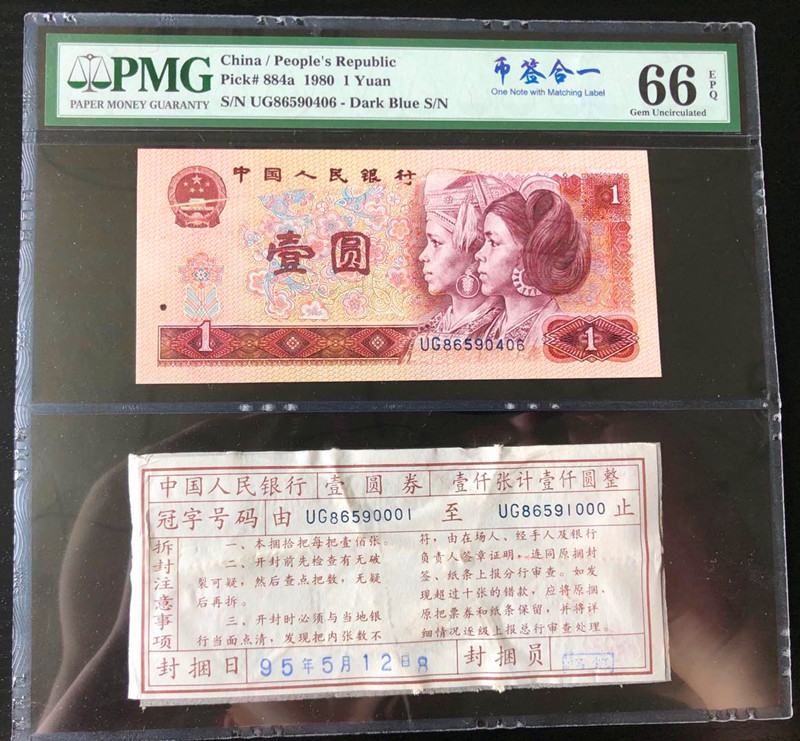 PMG
PAPER MONEY GUARANTY
China / People's Republic
Pick# 884a 1980 1 Yuan
S/N UG86590406 - Dark Blue S/N
币签合一
One Note with Matching Label
66 EPQ
Gem Uncirculated
中国人民银行
1
壹圆
1
UG86590406
1
中国人民银行 壹圆券 壹仟张计壹仟圆整
冠字号码由 UG86590001 至 UG86591000 止
拆封注意事项
一、本捆拾把每把壹佰张。
二、开封前先检查有无破
裂可疑，然后查点把数，无疑
后再拆。
三、开封时必须与当地银
行当面点清，发现把内张数不
符，由在场人、经手人及银行
负责人签章证明，连同原捆封
签、纸条上报分行审查。如发
现超过十张的错款，应将原捆、
原把票券和纸条保留，并将详
细情况逐级上报总行审查处理。
封捆日 95年5月12日 8 封捆员